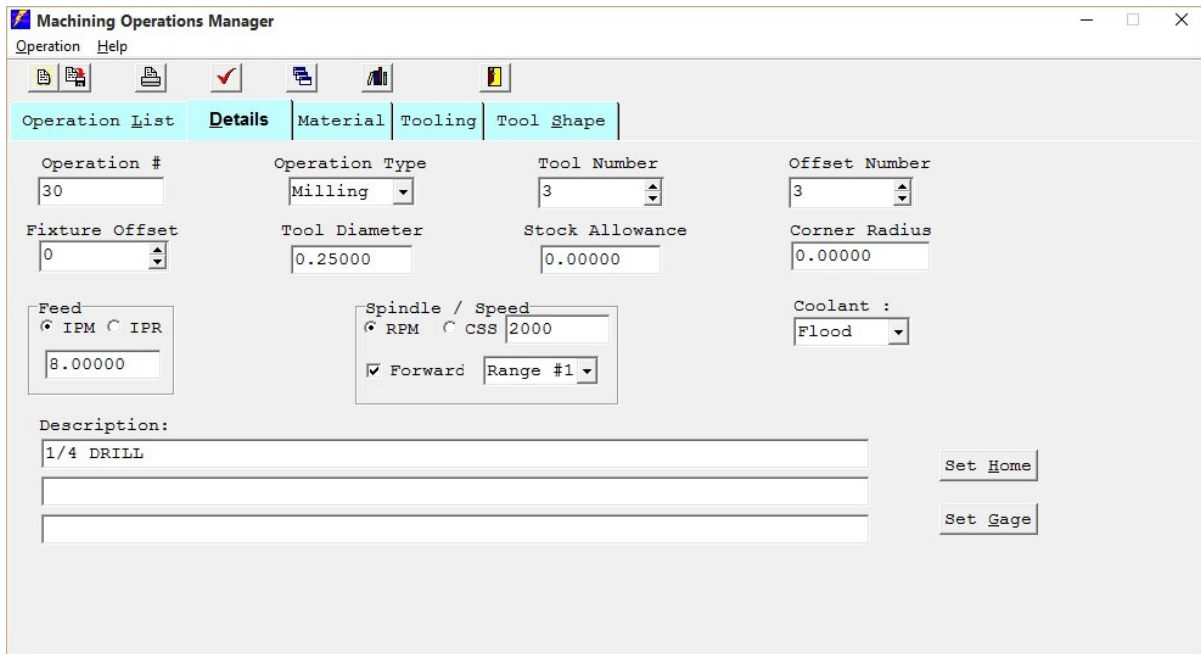 Machining Operations Manager
Operation Help
Operation List Details Material Tooling Tool Shape
Operation # Operation Type Tool Number Offset Number
30 Milling 3 3
Fixture Offset Tool Diameter Stock Allowance Corner Radius
0 0.25000 0.00000 0.00000
Feed Spindle / Speed Coolant :
IPM IPR RPM CSS 2000 Flood
8.00000 Forward Range #1
Description:
1/4 DRILL
Set Home
Set Gage